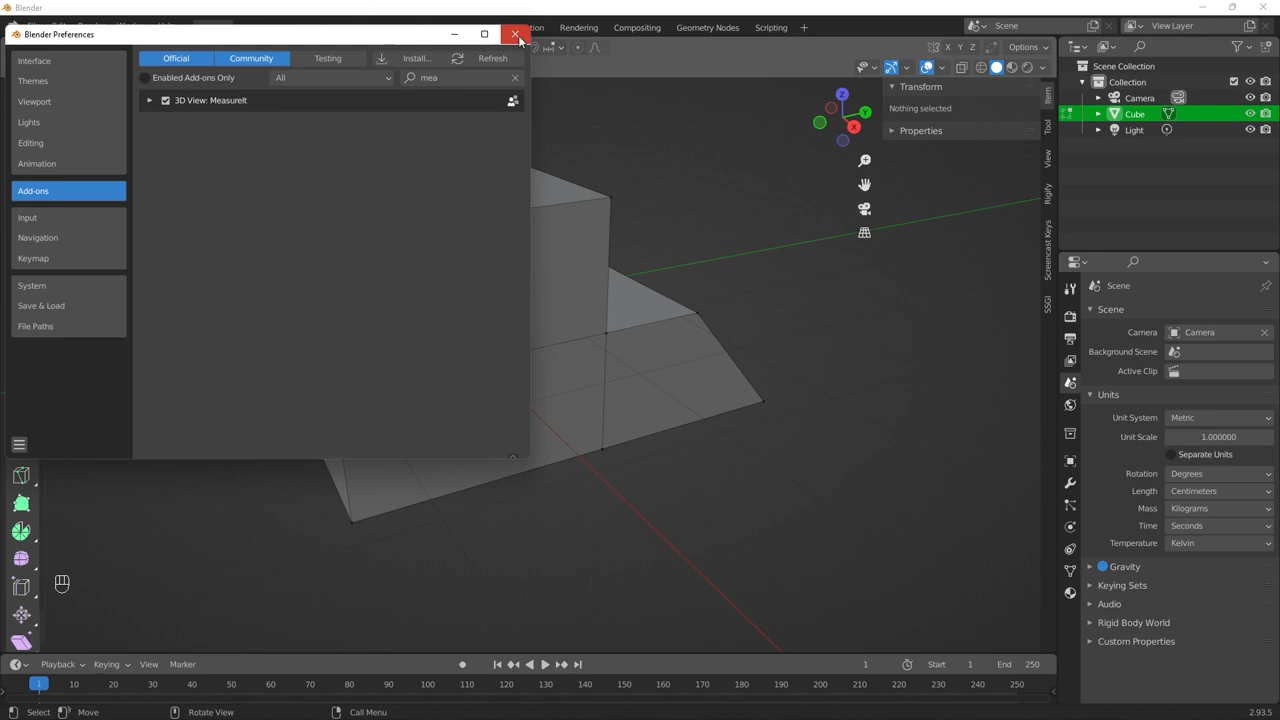 Blender
Rendering Compositing Geometry Nodes Scripting
Scene View Layer
Blender Preferences
Interface
Themes
Viewport
Lights
Editing
Animation
Add-ons
Input
Navigation
Keymap
System
Save & Load
File Paths
Official Community Testing Install... Refresh
Enabled Add-ons Only All mea
3D View: MeasureIt
X Y Z Options
Z
Y
X
Transform
Nothing selected
Properties
Item
Tool
View
Rigify
Screencast Keys
SSGI
Scene Collection
Collection
Camera
Cube
Light
Scene
Scene
Camera Camera
Background Scene
Active Clip
Units
Unit System Metric
Unit Scale 1.000000
Separate Units
Rotation Degrees
Length Centimeters
Mass Kilograms
Time Seconds
Temperature Kelvin
Gravity
Keying Sets
Audio
Rigid Body World
Custom Properties
Playback Keying View Marker 1 Start 1 End 250
1 10 20 30 40 50 60 70 80 90 100 110 120 130 140 150 160 170 180 190 200 210 220 230 240 250
Select Move Rotate View Call Menu 2.93.5